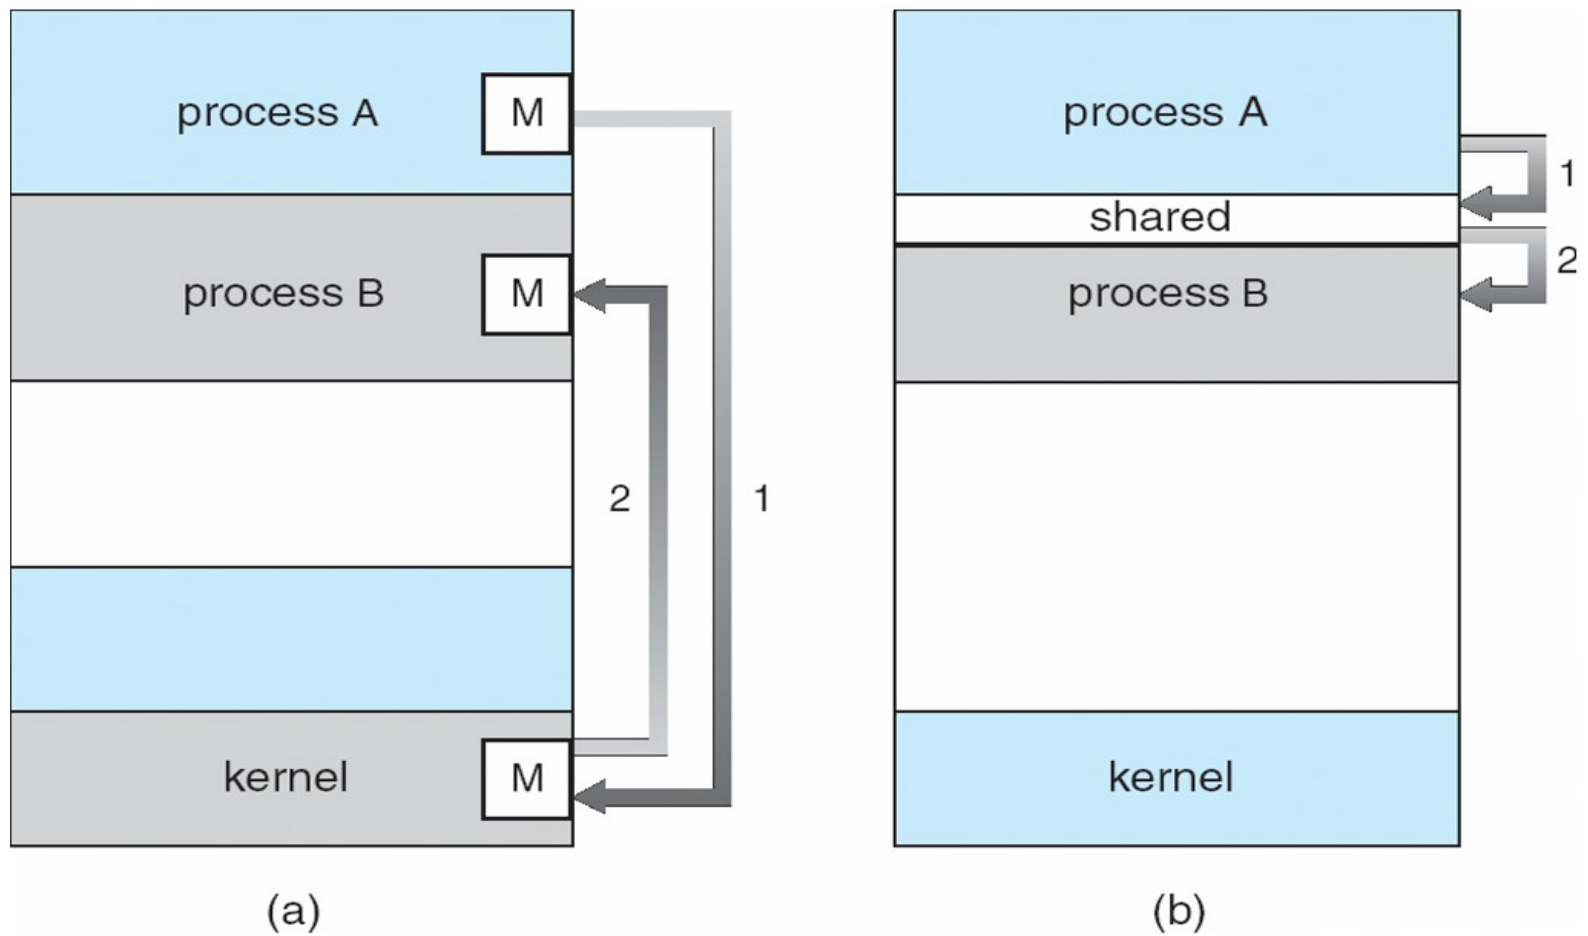 process A
M
process B
M
2
1
kernel
M
(a)
process A
1
shared
2
process B
kernel
(b)